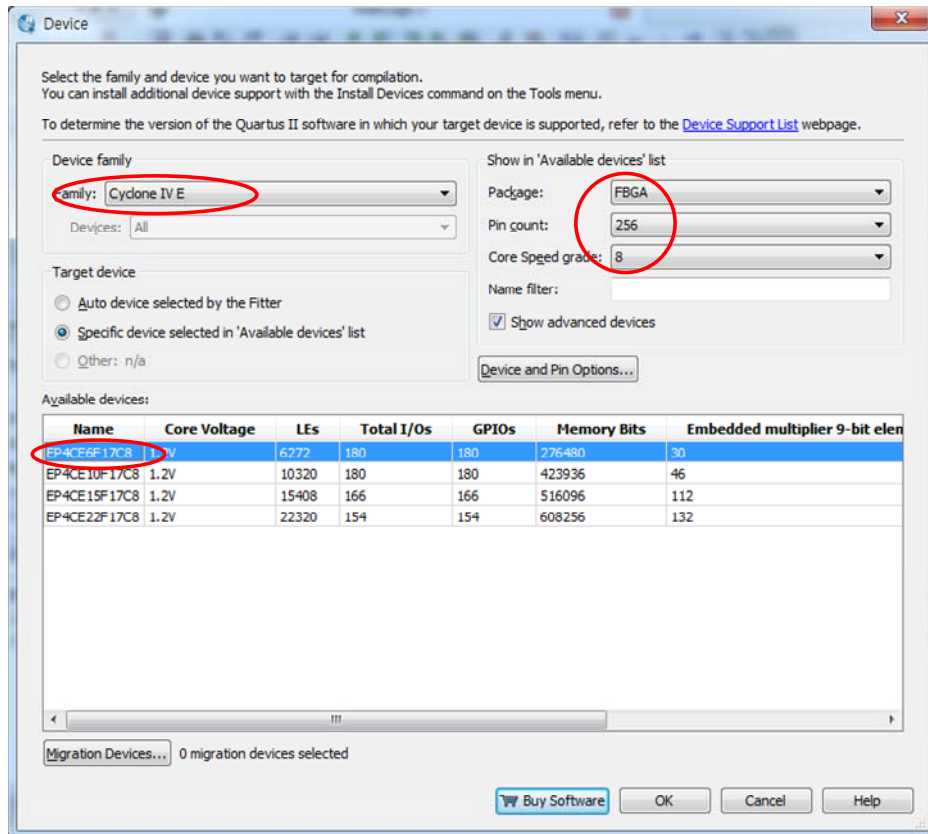 Device
Select the family and device you want to target for compilation.
You can install additional device support with the Install Devices command on the Tools menu.
To determine the version of the Quartus II software in which your target device is supported, refer to the Device Support List webpage.
Device family
Family: Cyclone IV E
Devices: All
Target device
Auto device selected by the Fitter
Specific device selected in 'Available devices' list
Other: n/a
Show in 'Available devices' list
Package: FBGA
Pin count: 256
Core Speed grade: 8
Name filter:
Show advanced devices
Device and Pin Options...
Available devices:
Name Core Voltage LEs Total I/Os GPIOs Memory Bits Embedded multiplier 9-bit elen
EP4CE6F17C8 1.2V 6272 180 180 276480 30
EP4CE10F17C8 1.2V 10320 180 180 423936 46
EP4CE15F17C8 1.2V 15408 166 166 516096 112
EP4CE22F17C8 1.2V 22320 154 154 608256 132
Migration Devices... 0 migration devices selected
Buy Software OK Cancel Help